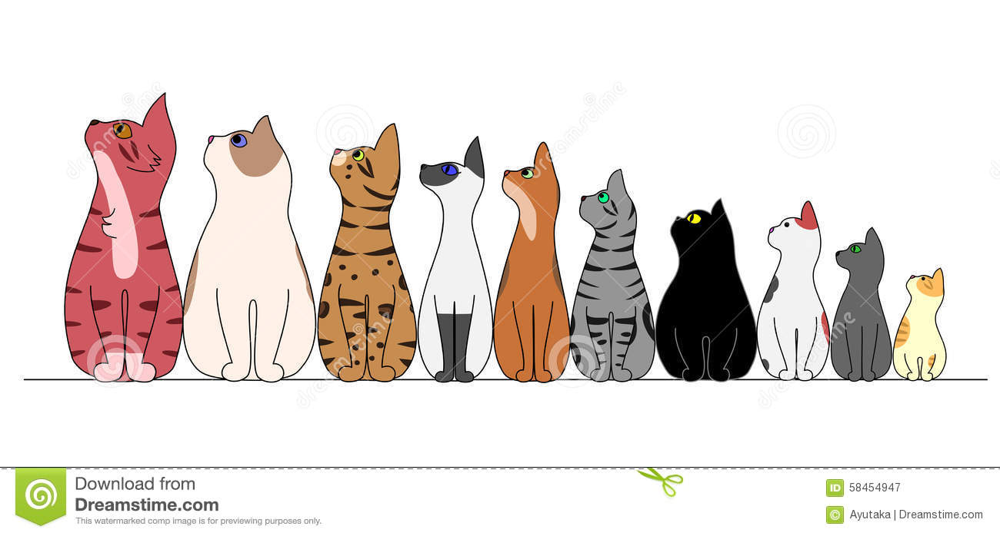 Download from
Dreamstime.com
This watermarked comp image is for previewing purposes only.
ID 58454947
© Ayutaka | Dreamstime.com